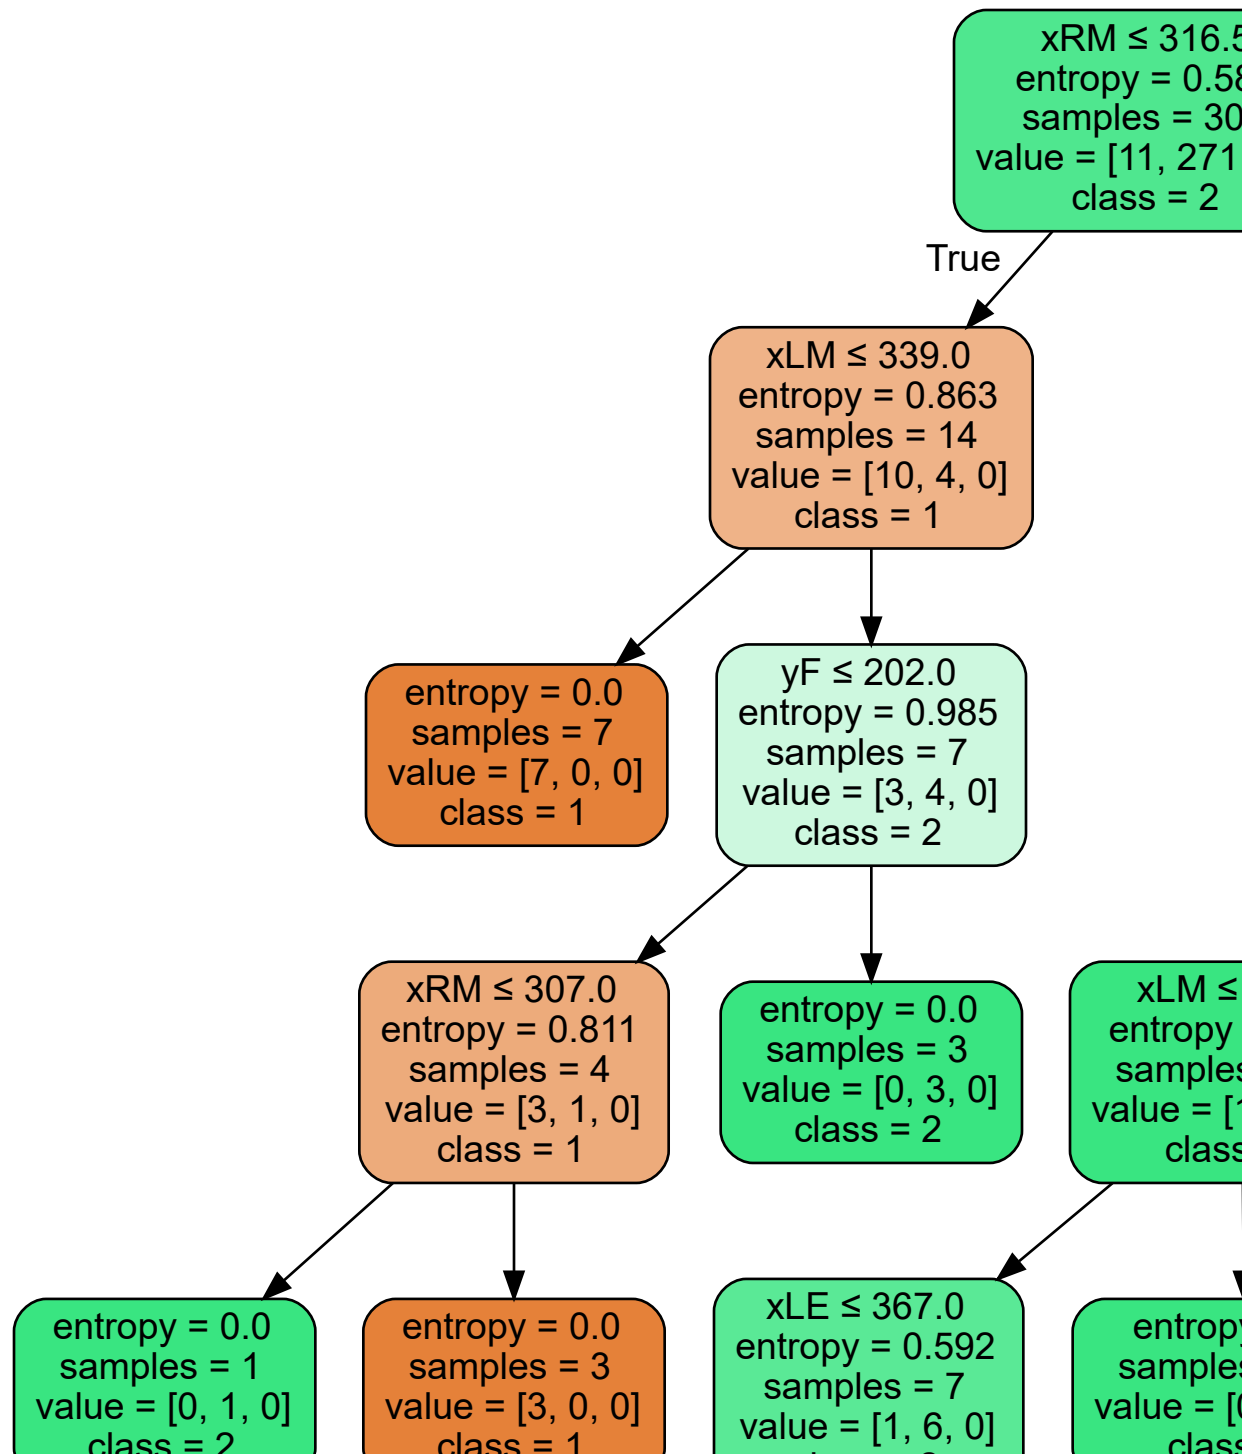 xRM ≤ 316.5
entropy = 0.58
samples = 30
value = [11, 271
class = 2
True
xLM ≤ 339.0
entropy = 0.863
samples = 14
value = [10, 4, 0]
class = 1
entropy = 0.0
samples = 7
value = [7, 0, 0]
class = 1
yF ≤ 202.0
entropy = 0.985
samples = 7
value = [3, 4, 0]
class = 2
xRM ≤ 307.0
entropy = 0.811
samples = 4
value = [3, 1, 0]
class = 1
entropy = 0.0
samples = 3
value = [0, 3, 0]
class = 2
xLM ≤
entropy
samples
value = [1
class
entropy = 0.0
samples = 1
value = [0, 1, 0]
class = 2
entropy = 0.0
samples = 3
value = [3, 0, 0]
class = 1
xLE ≤ 367.0
entropy = 0.592
samples = 7
value = [1, 6, 0]
entropy
samples
value = [0
class